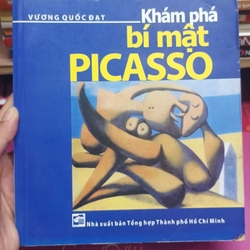 VƯƠNG QUỐC ĐẠT
Khám phá
bí mật
PICASSO
Nhà xuất bản Tổng hợp Thành phố Hồ Chí Minh